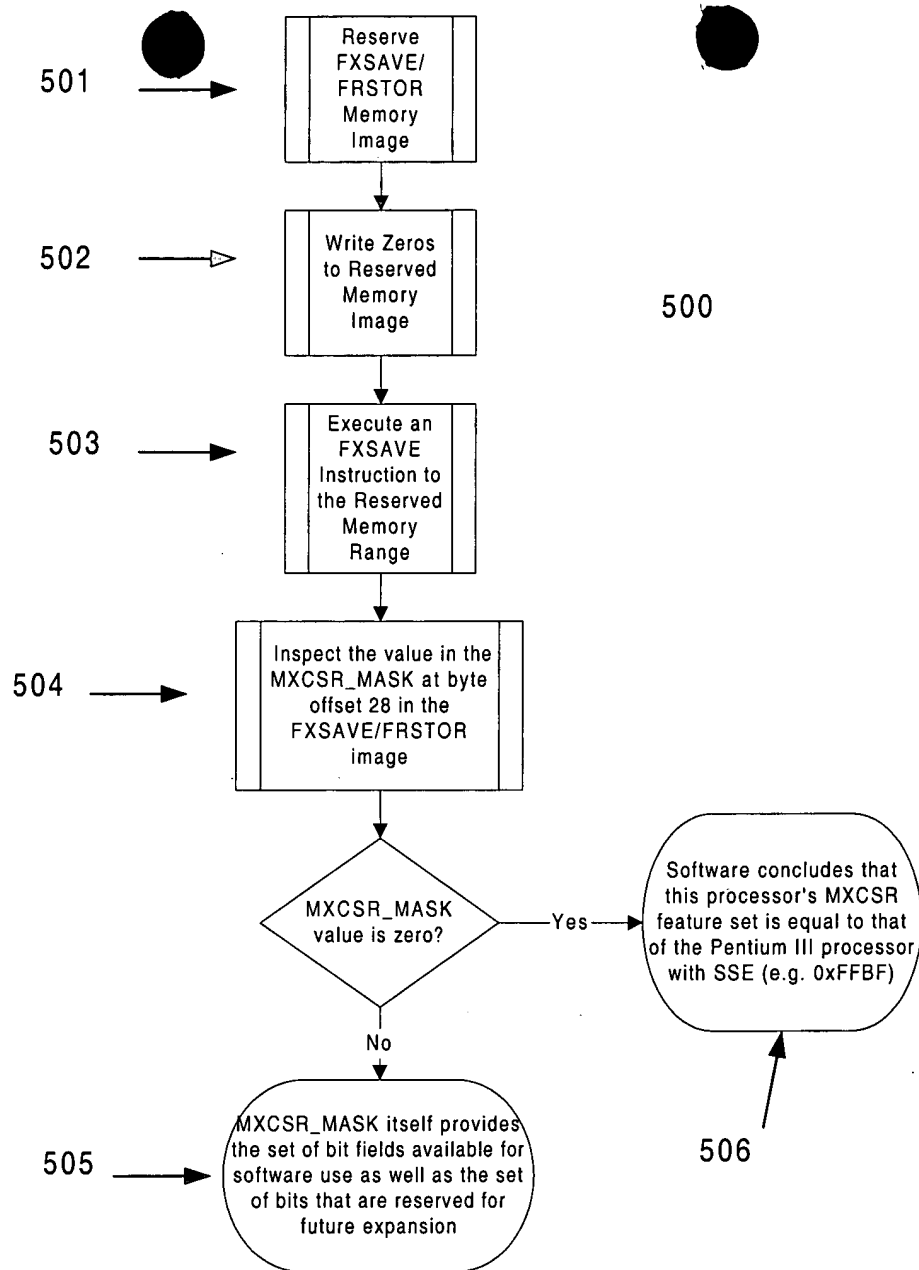 501
Reserve
FXSAVE/
FRSTOR
Memory
Image
502
Write Zeros
to Reserved
Memory
Image
500
503
Execute an
FXSAVE
Instruction to
the Reserved
Memory
Range
504
Inspect the value in the
MXCSR_MASK at byte
offset 28 in the
FXSAVE/FRSTOR
image
MXCSR_MASK
value is zero?
Yes
Software concludes that
this processor's MXCSR
feature set is equal to that
of the Pentium III processor
with SSE (e.g. 0xFFBF)
506
No
505
MXCSR_MASK itself provides
the set of bit fields available for
software use as well as the set
of bits that are reserved for
future expansion